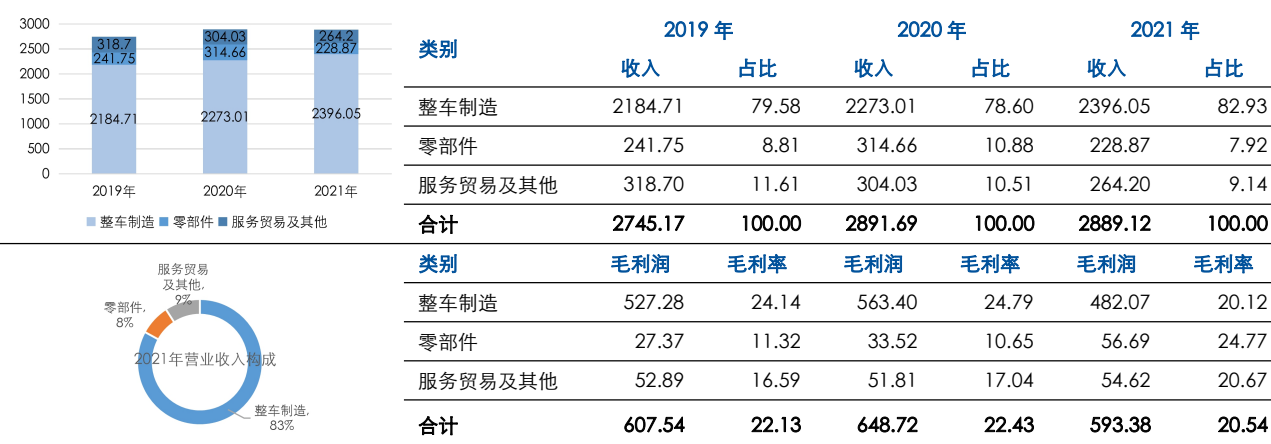 3000
2500
2000
1500
1000
500
0
318.7
241.75
2184.71
304.03
314.66
2273.01
264.2
228.87
2396.05
2019年 2020年 2021年
整车制造 零部件 服务贸易及其他
类别 2019 年 2020 年 2021 年
收入 占比 收入 占比 收入 占比
整车制造 2184.71 79.58 2273.01 78.60 2396.05 82.93
零部件 241.75 8.81 314.66 10.88 228.87 7.92
服务贸易及其他 318.70 11.61 304.03 10.51 264.20 9.14
合计 2745.17 100.00 2891.69 100.00 2889.12 100.00
服务贸易
及其他,
9%
零部件,
8%
2021年营业收入构成
整车制造,
83%
类别 毛利润 毛利率 毛利润 毛利率 毛利润 毛利率
整车制造 527.28 24.14 563.40 24.79 482.07 20.12
零部件 27.37 11.32 33.52 10.65 56.69 24.77
服务贸易及其他 52.89 16.59 51.81 17.04 54.62 20.67
合计 607.54 22.13 648.72 22.43 593.38 20.54